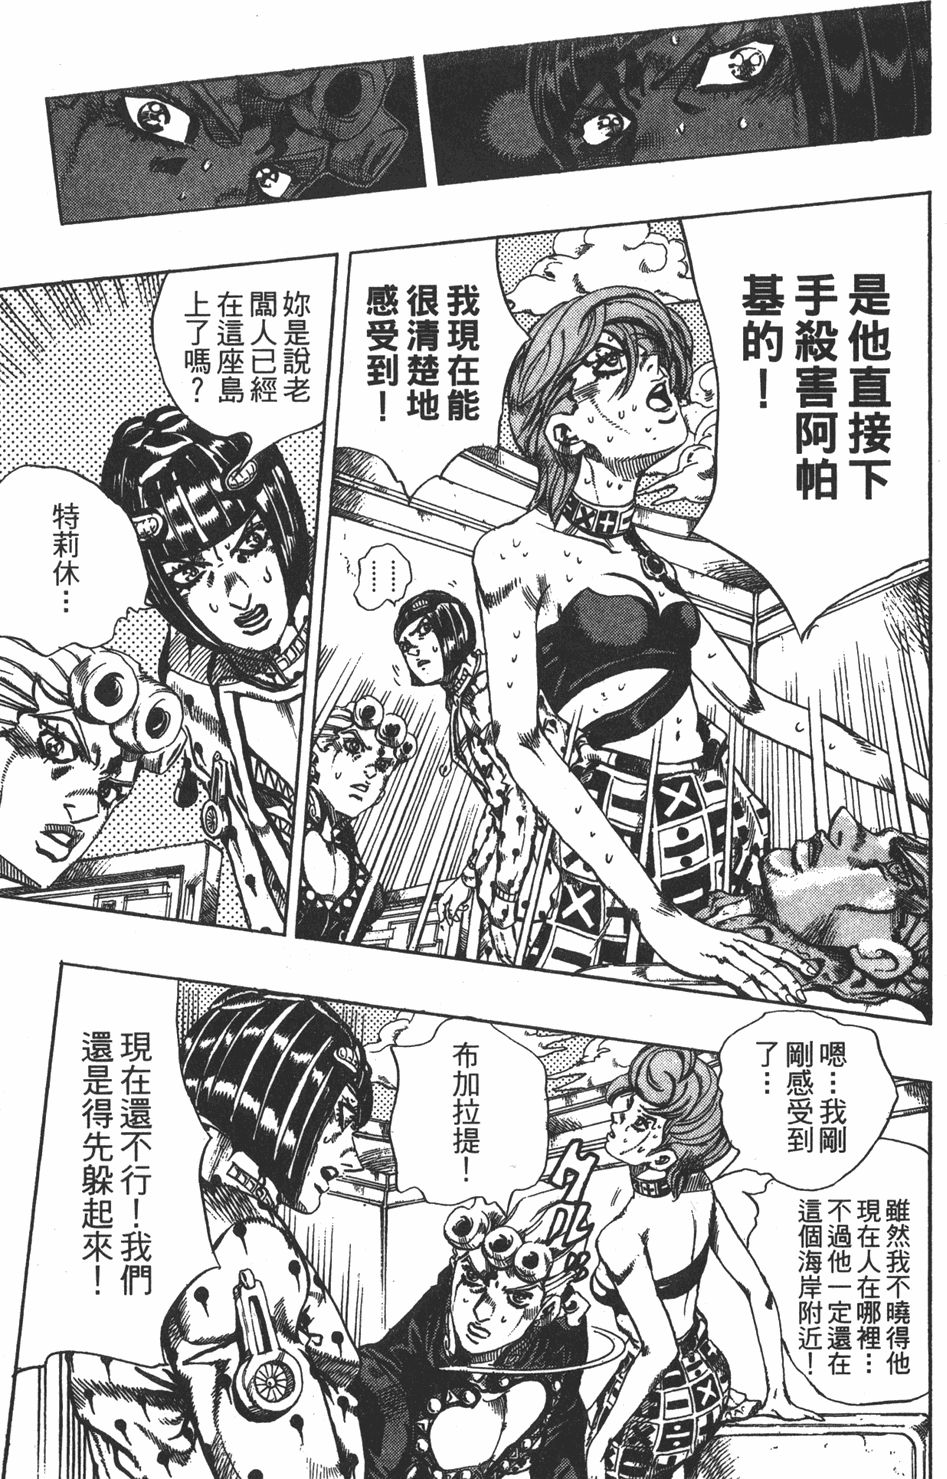 是他直接下
手殺害阿帕
基的！
我現在能
很清楚地
感受到！
⋯⋯
妳是說老
闆人已經
在這座島
上了嗎？
特莉休⋯
嗯⋯我剛
剛感受到
了⋯
雖然我不曉得他
現在人在哪裡⋯
不過他一定還在
這個海岸附近！
布加拉提！
現在還不行！我們
還是得先躲起來！